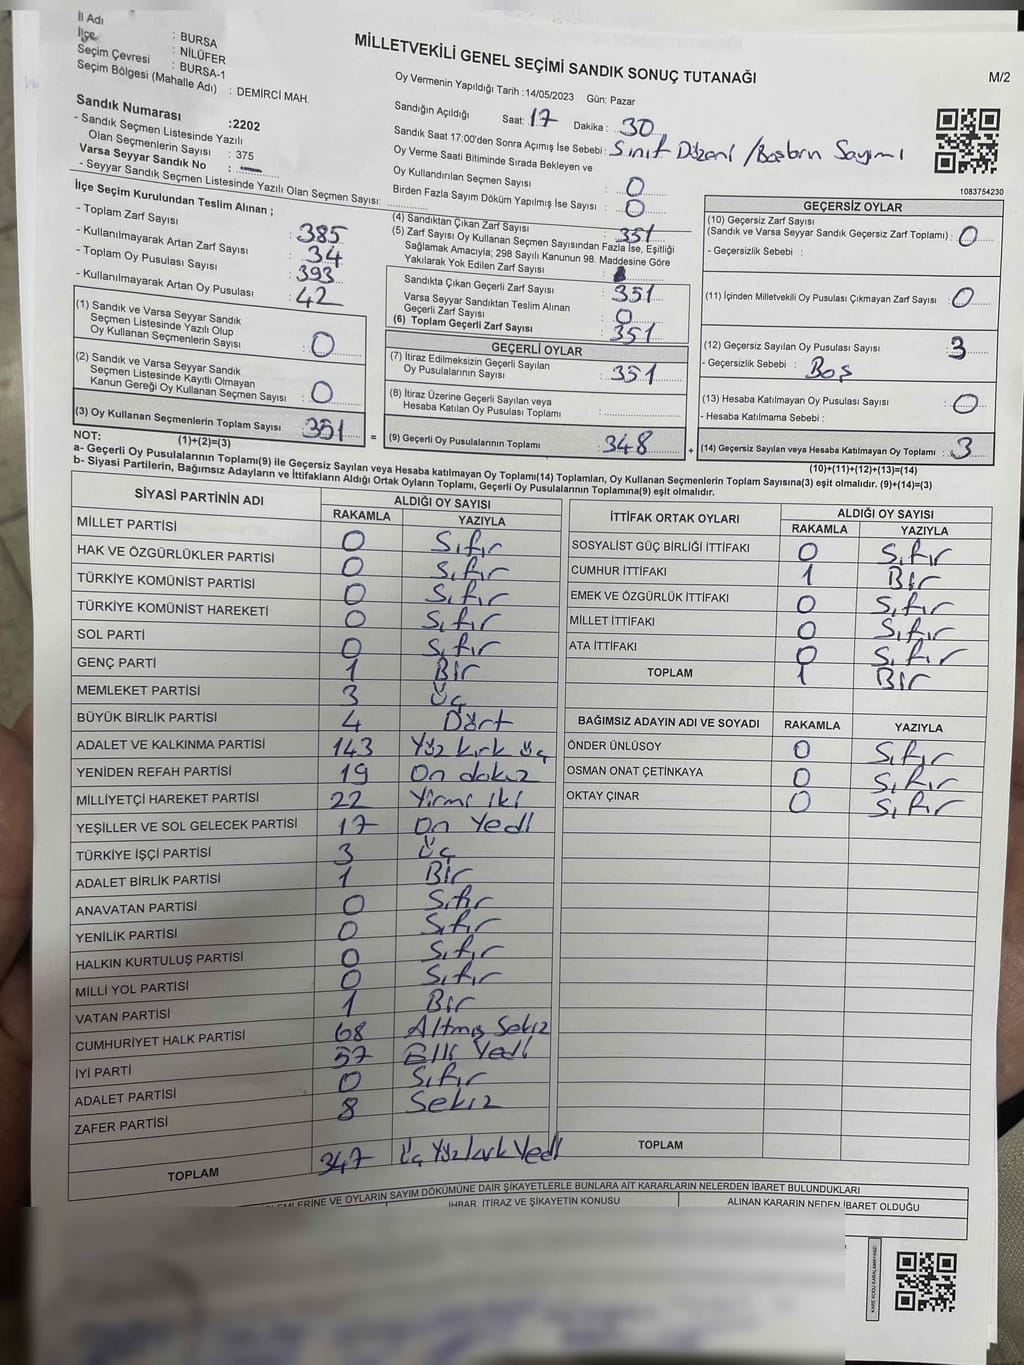 İl Adı : BURSA
İlçe : NİLÜFER
Seçim Çevresi : BURSA-1
Seçim Bölgesi (Mahalle Adı) : DEMİRCİ MAH.
MİLLETVEKİLİ GENEL SEÇİMİ SANDIK SONUÇ TUTANAĞI
M/2
Sandık Numarası :2202
- Sandık Seçmen Listesinde Yazılı
Olan Seçmenlerin Sayısı : 375
Varsa Seyyar Sandık No : —
- Seyyar Sandık Seçmen Listesinde Yazılı Olan Seçmen Sayısı:
Oy Vermenin Yapıldığı Tarih :14/05/2023 Gün: Pazar
Sandığın Açıldığı Saat: 17 Dakika : 30
Sandık Saat 17:00'den Sonra Açımış İse Sebebi : Sınıf Düzeni / Basların Sayımı
Oy Verme Saati Bitiminde Sırada Bekleyen ve
Oy Kullandırılan Seçmen Sayısı : 0
Birden Fazla Sayım Döküm Yapılmış İse Sayısı : 0
1083754230
İlçe Seçim Kurulundan Teslim Alınan ;
- Toplam Zarf Sayısı : 385
- Kullanılmayarak Artan Zarf Sayısı : 34
- Toplam Oy Pusulası Sayısı : 393
- Kullanılmayarak Artan Oy Pusulası : 42
(1) Sandık ve Varsa Seyyar Sandık
Seçmen Listesinde Yazılı Olup
Oy Kullanan Seçmenlerin Sayısı : 0
(2) Sandık ve Varsa Seyyar Sandık
Seçmen Listesinde Kayıtlı Olmayan
Kanun Gereği Oy Kullanan Seçmen Sayısı : 0
(3) Oy Kullanan Seçmenlerin Toplam Sayısı : 351
(1)+(2)=(3)
(4) Sandıktan Çıkan Zarf Sayısı : 351
(5) Zarf Sayısı Oy Kullanan Seçmen Sayısından Fazla İse, Eşitliği
Sağlamak Amacıyla; 298 Sayılı Kanunun 98. Maddesine Göre
Yakılarak Yok Edilen Zarf Sayısı :
Sandıkta Çıkan Geçerli Zarf Sayısı : 351
Varsa Seyyar Sandıktan Teslim Alınan
Geçerli Zarf Sayısı : 0
(6) Toplam Geçerli Zarf Sayısı : 351
GEÇERLİ OYLAR
(7) İtiraz Edilmeksizin Geçerli Sayılan
Oy Pusulalarının Sayısı : 351
(8) İtiraz Üzerine Geçerli Sayılan veya
Hesaba Katılan Oy Pusulası Toplamı :
= (9) Geçerli Oy Pusulalarının Toplamı : 348
GEÇERSİZ OYLAR
(10) Geçersiz Zarf Sayısı
(Sandık ve Varsa Seyyar Sandık Geçersiz Zarf Toplamı) : 0
- Geçersizlik Sebebi :
(11) İçinden Milletvekili Oy Pusulası Çıkmayan Zarf Sayısı : 0
(12) Geçersiz Sayılan Oy Pusulası Sayısı : 3
- Geçersizlik Sebebi : Boş
(13) Hesaba Katılmayan Oy Pusulası Sayısı : 0
- Hesaba Katılmama Sebebi :
+ (14) Geçersiz Sayılan veya Hesaba Katılmayan Oy Toplamı : 3
(10)+(11)+(12)+(13)=(14)
NOT:
a- Geçerli Oy Pusulalarının Toplamı(9) ile Geçersiz Sayılan veya Hesaba katılmayan Oy Toplamı(14) Toplamları, Oy Kullanan Seçmenlerin Toplam Sayısına(3) eşit olmalıdır. (9)+(14)=(3)
b- Siyasi Partilerin, Bağımsız Adayların ve İttifakların Aldığı Ortak Oyların Toplamı, Geçerli Oy Pusulalarının Toplamına(9) eşit olmalıdır.
SİYASİ PARTİNİN ADI ALDIĞI OY SAYISI
RAKAMLA YAZIYLA
MİLLET PARTİSİ 0 Sıfır
HAK VE ÖZGÜRLÜKLER PARTİSİ 0 Sıfır
TÜRKİYE KOMÜNİST PARTİSİ 0 Sıfır
TÜRKİYE KOMÜNİST HAREKETİ 0 Sıfır
SOL PARTİ 0 Sıfır
GENÇ PARTİ 1 Bir
MEMLEKET PARTİSİ 3 Üç
BÜYÜK BİRLİK PARTİSİ 4 Dört
ADALET VE KALKINMA PARTİSİ 143 Yüz kırk üç
YENİDEN REFAH PARTİSİ 19 On dokuz
MİLLİYETÇİ HAREKET PARTİSİ 22 Yirmi iki
YEŞİLLER VE SOL GELECEK PARTİSİ 17 On Yedi
TÜRKİYE İŞÇİ PARTİSİ 3 Üç
ADALET BİRLİK PARTİSİ 1 Bir
ANAVATAN PARTİSİ 0 Sıfır
YENİLİK PARTİSİ 0 Sıfır
HALKIN KURTULUŞ PARTİSİ 0 Sıfır
MİLLİ YOL PARTİSİ 0 Sıfır
VATAN PARTİSİ 1 Bir
CUMHURİYET HALK PARTİSİ 68 Altmış Sekiz
İYİ PARTİ 57 Elli Yedi
ADALET PARTİSİ 0 Sıfır
ZAFER PARTİSİ 8 Sekiz
TOPLAM 347 Üç Yüz kırk Yedi
İTTİFAK ORTAK OYLARI ALDIĞI OY SAYISI
RAKAMLA YAZIYLA
SOSYALİST GÜÇ BİRLİĞİ İTTİFAKI 0 Sıfır
CUMHUR İTTİFAKI 1 Bir
EMEK VE ÖZGÜRLÜK İTTİFAKI 0 Sıfır
MİLLET İTTİFAKI 0 Sıfır
ATA İTTİFAKI 0 Sıfır
TOPLAM 1 Bir
BAĞIMSIZ ADAYIN ADI VE SOYADI RAKAMLA YAZIYLA
ÖNDER ÜNLÜSOY 0 Sıfır
OSMAN ONAT ÇETİNKAYA 0 Sıfır
OKTAY ÇINAR 0 Sıfır
TOPLAM
İŞLEMLERİNE VE OYLARIN SAYIM DÖKÜMÜNE DAİR ŞİKAYETLERLE BUNLARA AİT KARARLARIN NELERDEN İBARET BULUNDUKLARI
İHBAR, İTİRAZ VE ŞİKAYETİN KONUSU ALINAN KARARIN NEDEN İBARET OLDUĞU